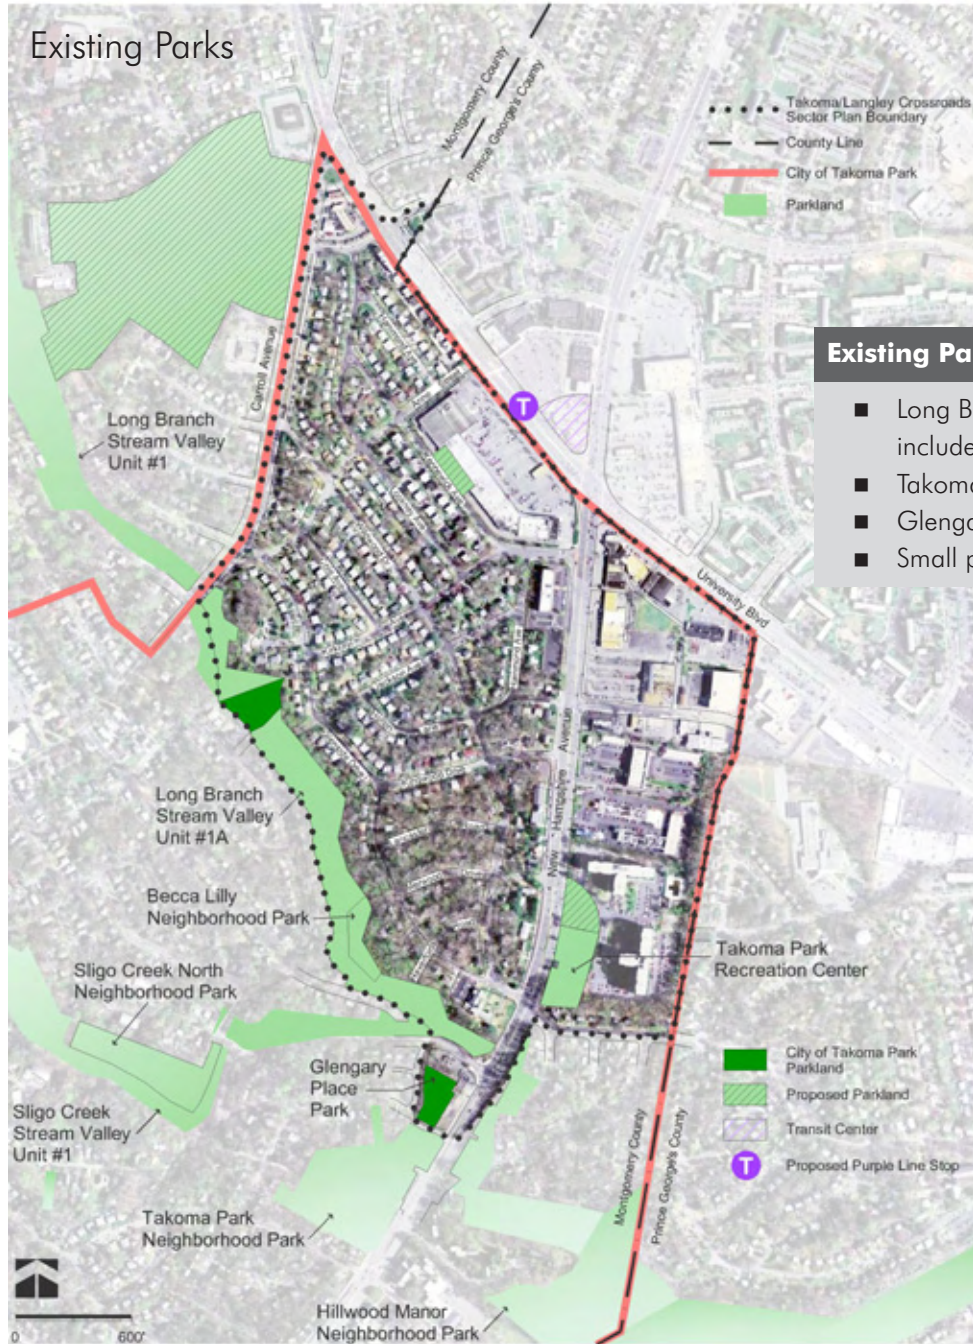 Existing Parks
Montgomery County
Prince George's County
Takoma/Langley Crossroads
Sector Plan Boundary
County Line
City of Takoma Park
Parkland
Carroll Avenue
Existing Pa
Long B
include
Takoma
Glenga
Small p
Long Branch
Stream Valley
Unit #1
T
University Blvd
New Hampshire Avenue
Long Branch
Stream Valley
Unit #1A
Becca Lilly
Neighborhood Park
Takoma Park
Recreation Center
Sligo Creek North
Neighborhood Park
Glengary
Place
Park
City of Takoma Park
Parkland
Proposed Parkland
Transit Center
T
Proposed Purple Line Stop
Sligo Creek
Stream Valley
Unit #1
Montgomery County
Prince George's County
Takoma Park
Neighborhood Park
Hillwood Manor
Neighborhood Park
0
600'